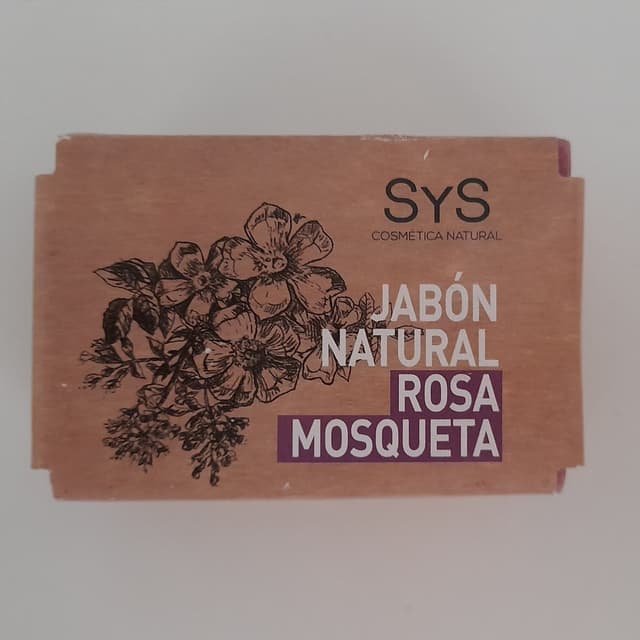 SyS
COSMÉTICA NATURAL
JABÓN
NATURAL
ROSA
MOSQUETA